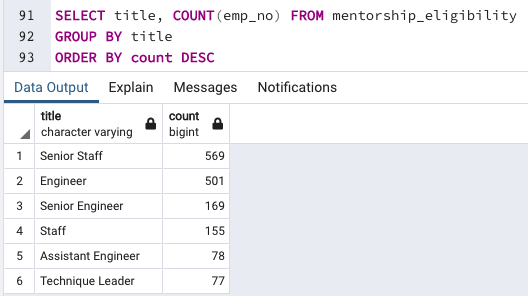 91 SELECT title, COUNT(emp_no) FROM mentorship_eligibility
92 GROUP BY title
93 ORDER BY count DESC
Data Output Explain Messages Notifications
title count
character varying bigint
1 Senior Staff 569
2 Engineer 501
3 Senior Engineer 169
4 Staff 155
5 Assistant Engineer 78
6 Technique Leader 77